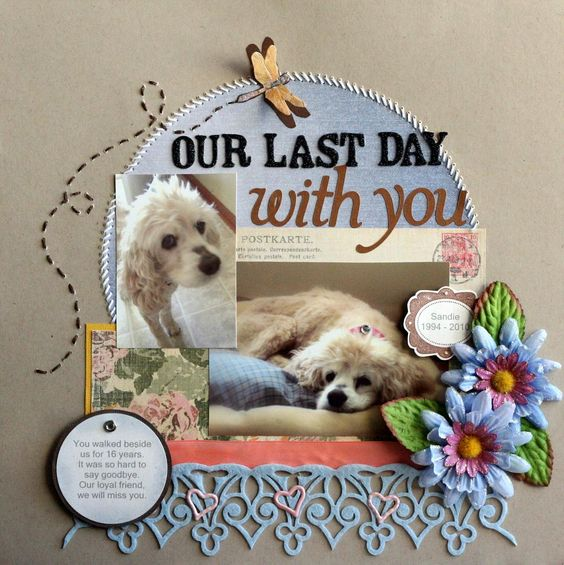 OUR LAST DAY
with you
POSTKARTE.
Sandie
1994 - 2010
You walked beside
us for 16 years.
It was so hard to
say goodbye.
Our loyal friend,
we will miss you.